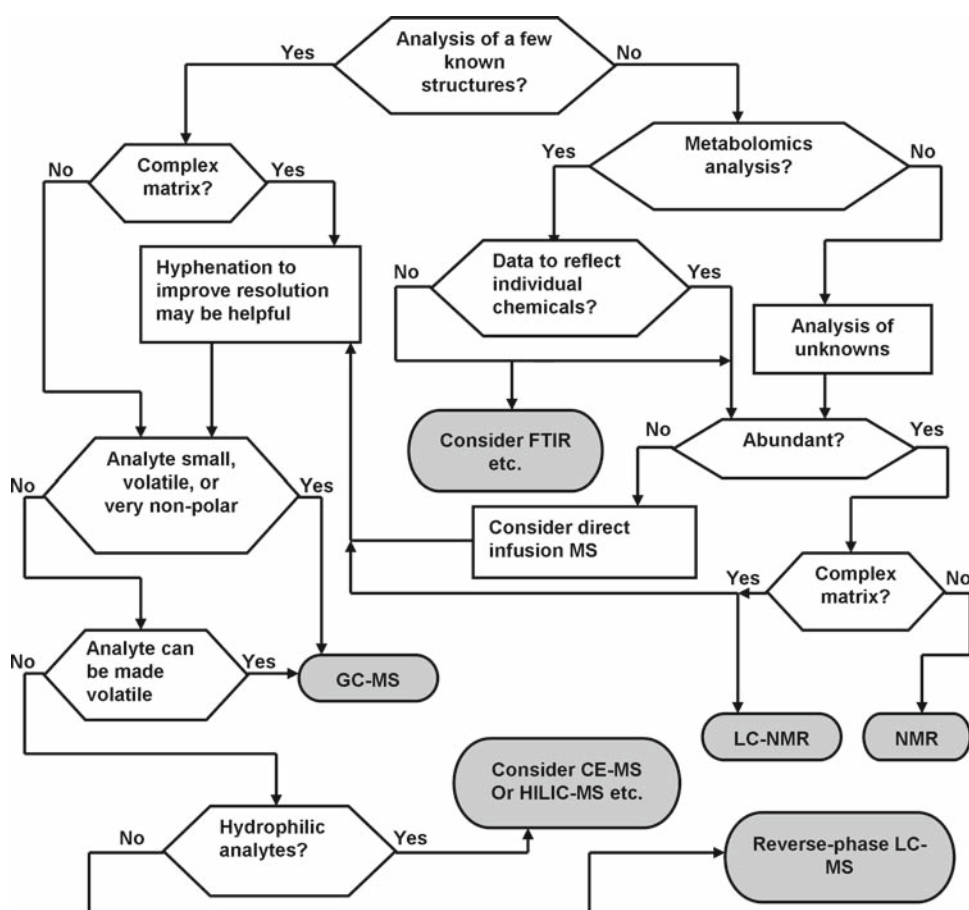 Analysis of a few
known
structures?
Yes
No
Complex
matrix?
No
Yes
Metabolomics
analysis?
Yes
No
Hyphenation to
improve resolution
may be helpful
Data to reflect
individual
chemicals?
No
Yes
Analysis of
unknowns
Consider FTIR
etc.
Abundant?
No
Yes
Analyte small,
volatile, or
very non-polar
No
Yes
Consider direct
infusion MS
Complex
matrix?
Yes
No
Analyte can
be made
volatile
No
Yes
GC-MS
LC-NMR
NMR
Consider CE-MS
Or HILIC-MS etc.
Hydrophilic
analytes?
No
Yes
Reverse-phase LC-
MS